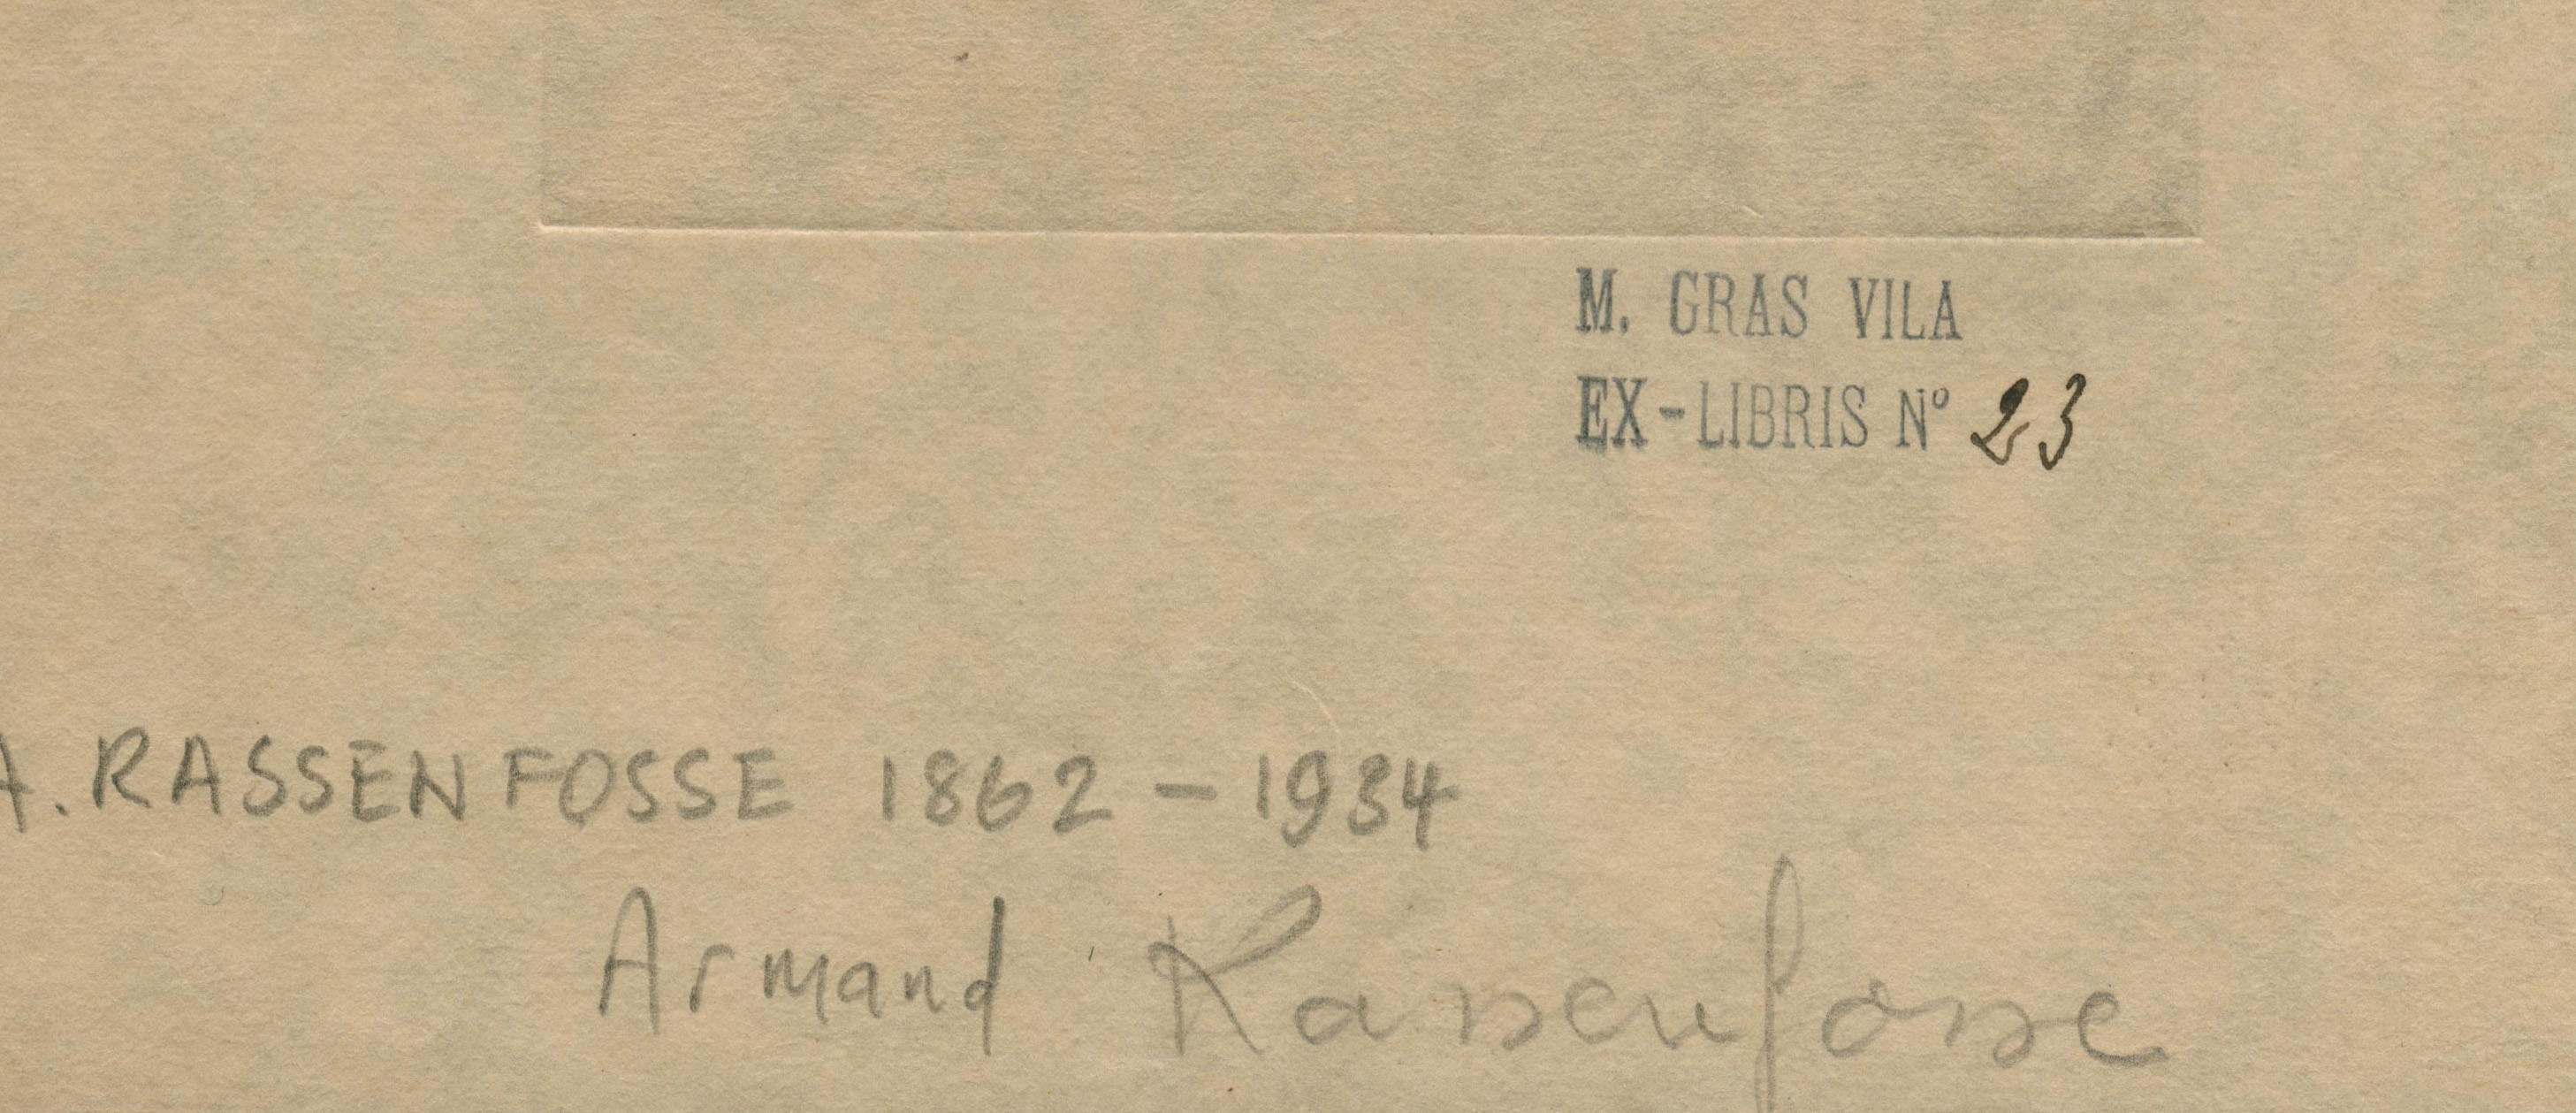 M. GRAS VILA
EX-LIBRIS Nº 23
A. RASSENFOSSE 1862 - 1934
Armand Rassenfosse